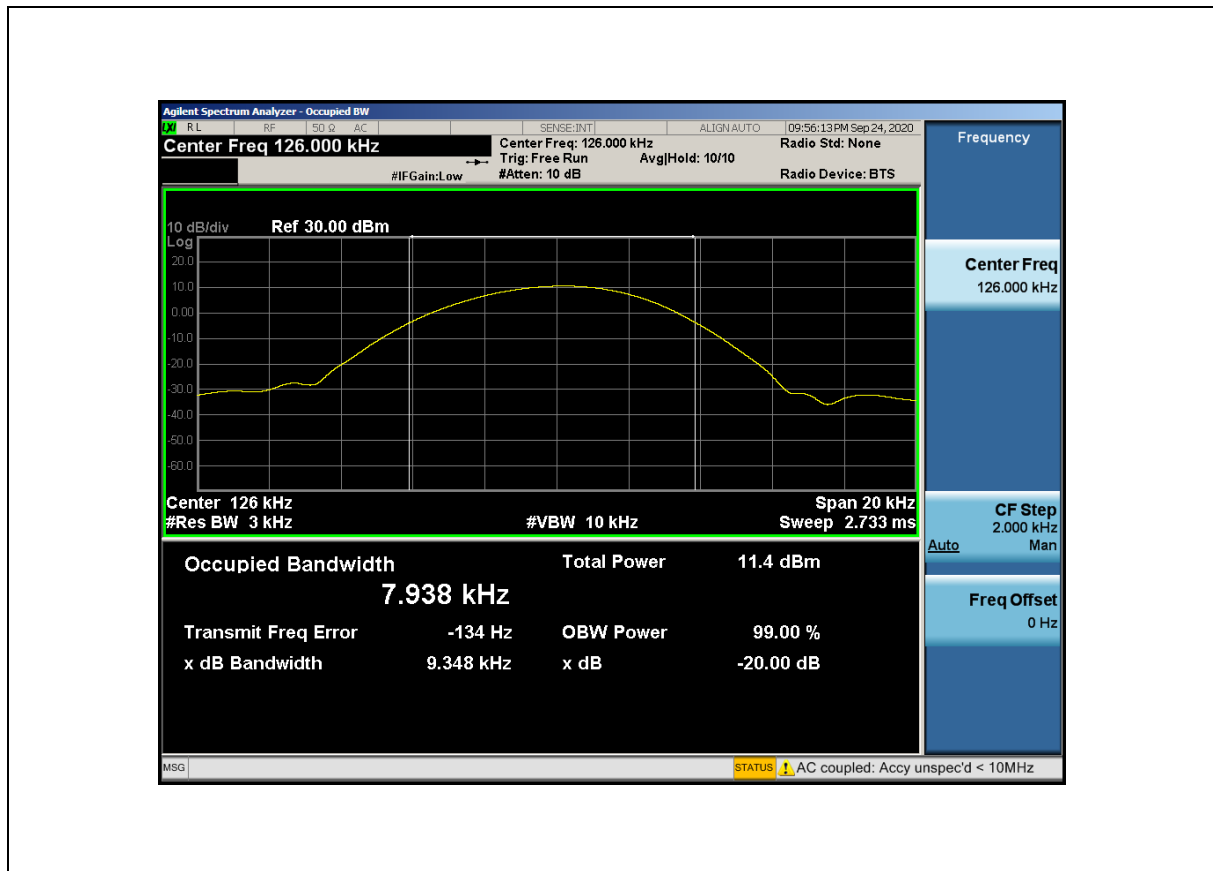 Agilent Spectrum Analyzer - Occupied BW
LXI RL RF 50 Ω AC SENSE:INT ALIGN AUTO 09:56:13 PM Sep 24, 2020
Center Freq 126.000 kHz
Center Freq: 126.000 kHz Radio Std: None
Trig: Free Run Avg|Hold: 10/10
#IFGain:Low #Atten: 10 dB Radio Device: BTS
10 dB/div Ref 30.00 dBm
Log
20.0
10.0
0.00
-10.0
-20.0
-30.0
-40.0
-50.0
-60.0
Center 126 kHz Span 20 kHz
#Res BW 3 kHz #VBW 10 kHz Sweep 2.733 ms
Occupied Bandwidth Total Power 11.4 dBm
7.938 kHz
Transmit Freq Error -134 Hz OBW Power 99.00 %
x dB Bandwidth 9.348 kHz x dB -20.00 dB
Frequency
Center Freq
126.000 kHz
CF Step
2.000 kHz
Auto Man
Freq Offset
0 Hz
MSG STATUS AC coupled: Accy unspec'd < 10MHz